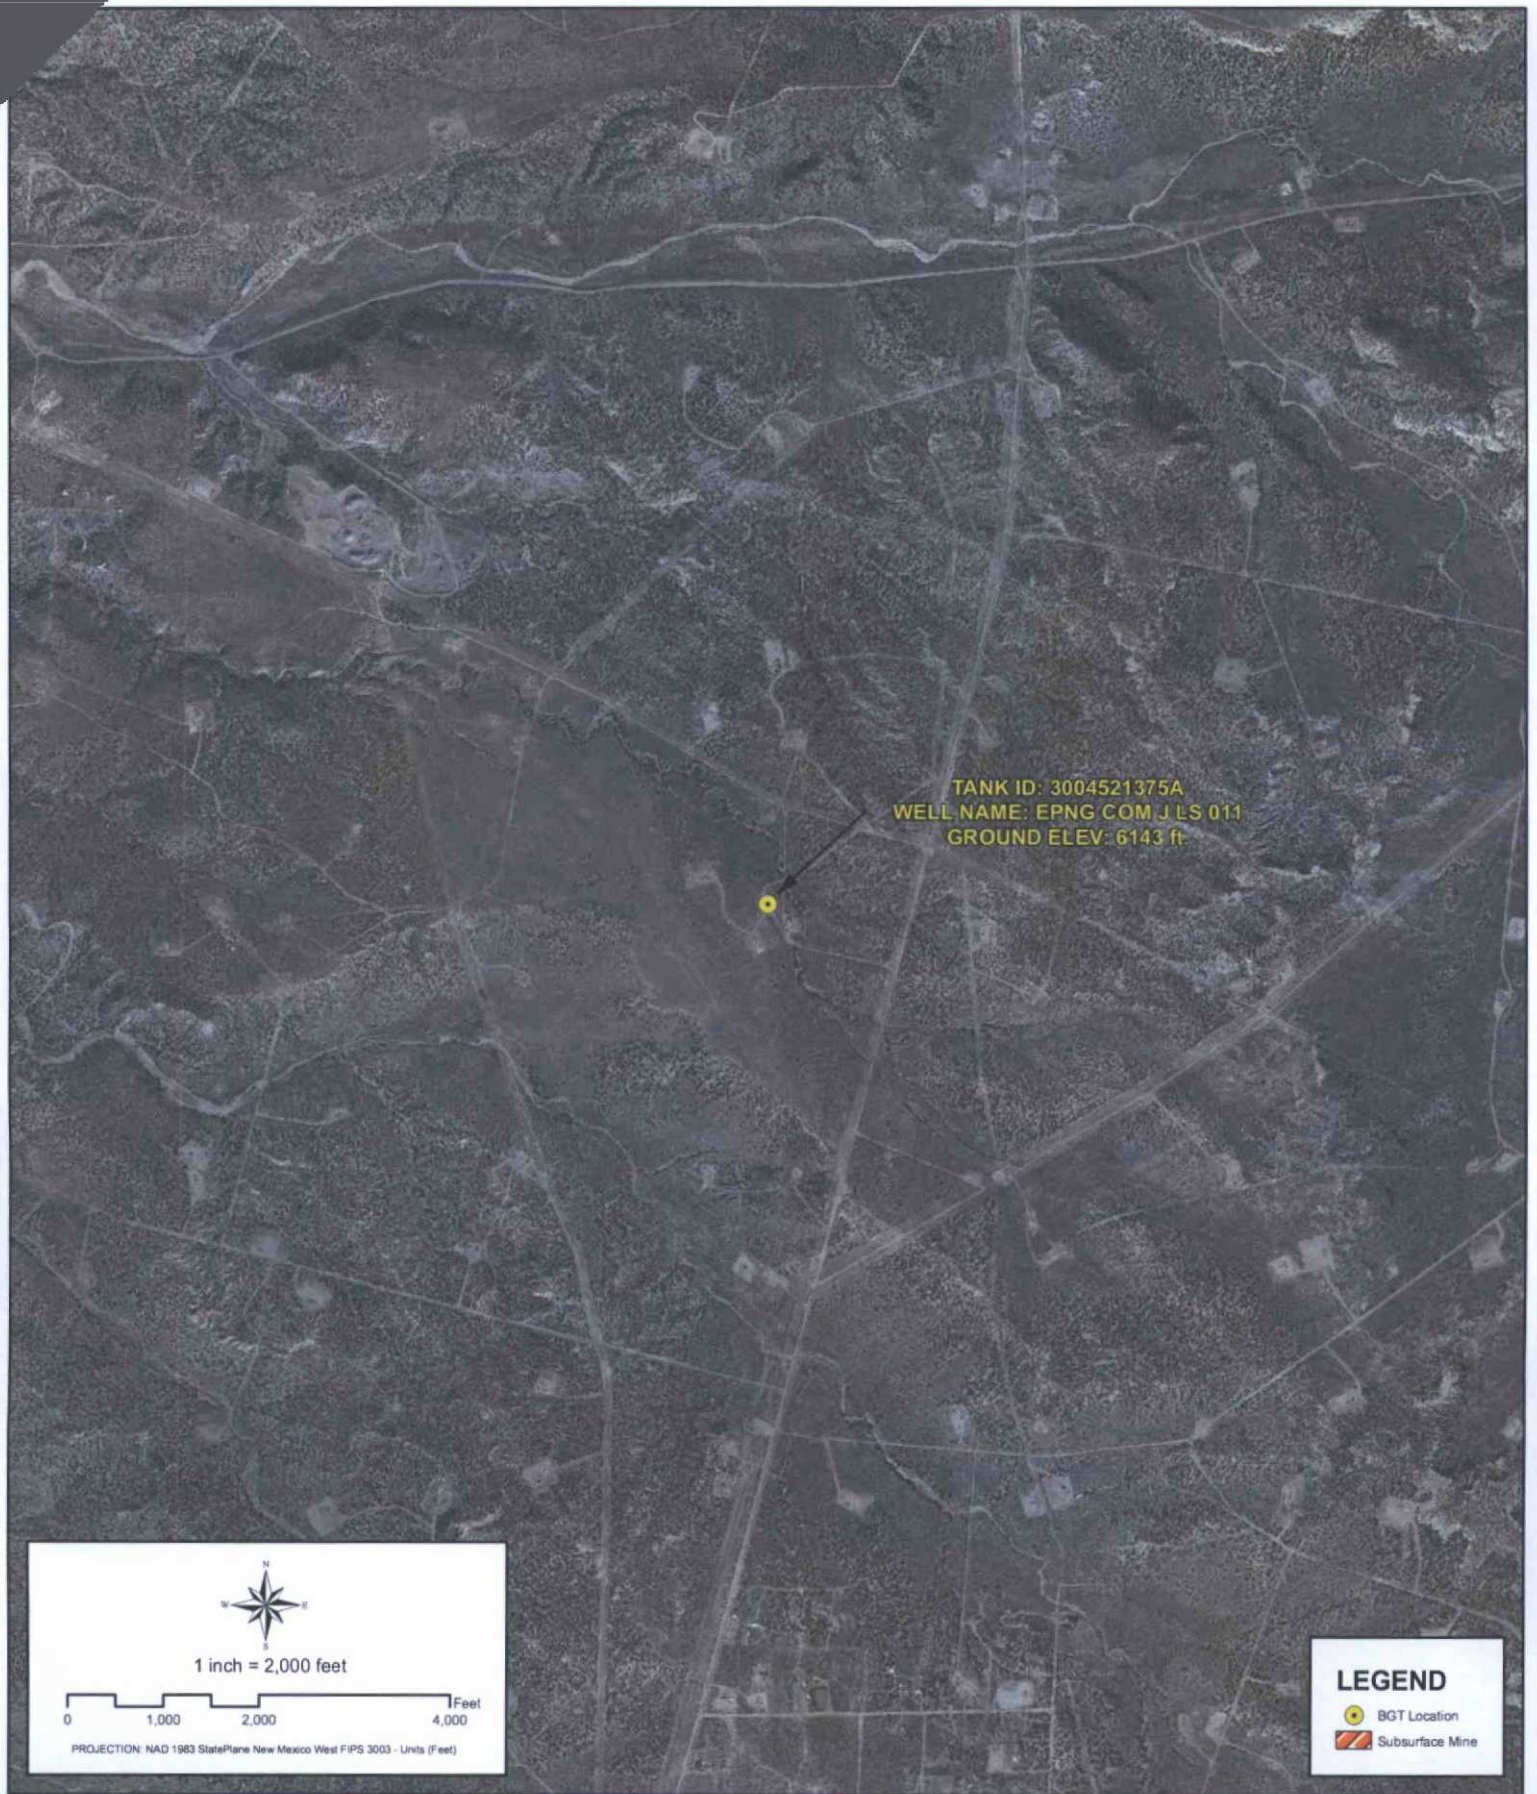 TANK ID: 3004521375A
WELL NAME: EPNG COM J LS 011
GROUND ELEV: 6143 ft.
N
W E
S
1 inch = 2,000 feet
Feet
0 1,000 2,000 4,000
PROJECTION: NAD 1983 StatePlane New Mexico West FIPS 3003 - Units (Feet)
LEGEND
BGT Location
Subsurface Mine